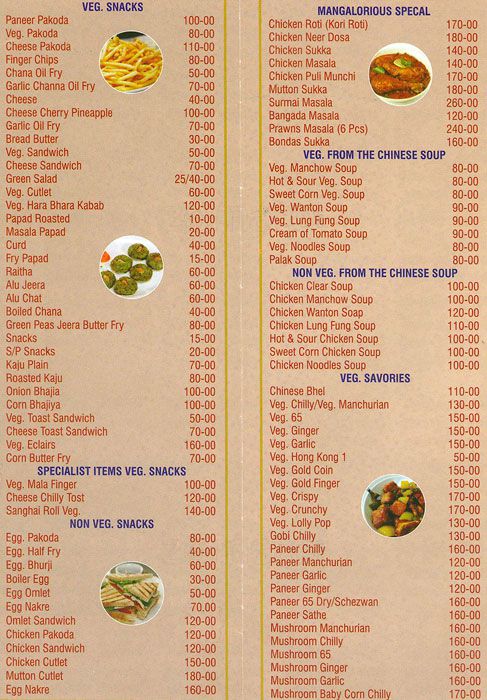 VEG. SNACKS
Paneer Pakoda 100-00
Veg. Pakoda 80-00
Cheese Pakoda 110-00
Finger Chips 80-00
Chana Oil Fry 50-00
Garlic Channa Oil Fry 70-00
Cheese 40-00
Cheese Cherry Pineapple 100-00
Garlic Oil Fry 70-00
Bread Butter 30-00
Veg. Sandwich 50-00
Cheese Sandwich 70-00
Green Salad 25/40-00
Veg. Cutlet 60-00
Veg. Hara Bhara Kabab 120-00
Papad Roasted 10-00
Masala Papad 20-00
Curd 40-00
Fry Papad 15-00
Raitha 60-00
Alu Jeera 60-00
Alu Chat 60-00
Boiled Chana 40-00
Green Peas Jeera Butter Fry 80-00
Snacks 15-00
S/P Snacks 20-00
Kaju Plain 70-00
Roasted Kaju 80-00
Onion Bhajia 100-00
Corn Bhajiya 100-00
Veg. Toast Sandwich 50-00
Cheese Toast Sandwich 70-00
Veg. Eclairs 160-00
Corn Butter Fry 70-00
SPECIALIST ITEMS VEG. SNACKS
Veg. Mala Finger 100-00
Cheese Chilly Tost 120-00
Sanghai Roll Veg. 140-00
NON VEG. SNACKS
Egg. Pakoda 80-00
Egg. Half Fry 40-00
Egg. Bhurji 60-00
Boiler Egg 30-00
Egg Omlet 50-00
Egg Nakre 70.00
Omlet Sandwich 120-00
Chicken Pakoda 120-00
Chicken Sandwich 120-00
Chicken Cutlet 150-00
Mutton Cutlet 180-00
Egg Nakre 160-00
MANGALORIOUS SPECAL
Chicken Roti (Kori Roti) 170-00
Chicken Neer Dosa 180-00
Chicken Sukka 140-00
Chicken Masala 140-00
Chicken Puli Munchi 170-00
Mutton Sukka 180-00
Surmai Masala 260-00
Bangada Masala 120-00
Prawns Masala (6 Pcs) 240-00
Bondas Sukka 160-00
VEG. FROM THE CHINESE SOUP
Veg. Manchow Soup 80-00
Hot & Sour Veg. Soup 80-00
Sweet Corn Veg. Soup 80-00
Veg. Wanton Soup 90-00
Veg. Lung Fung Soup 90-00
Cream of Tomato Soup 90-00
Veg. Noodles Soup 80-00
Palak Soup 80-00
NON VEG. FROM THE CHINESE SOUP
Chicken Clear Soup 100-00
Chicken Manchow Soup 100-00
Chicken Wanton Soap 120-00
Chicken Lung Fung Soup 110-00
Hot & Sour Chicken Soup 100-00
Sweet Corn Chicken Soup 100-00
Chicken Noodles Soup 100-00
VEG. SAVORIES
Chinese Bhel 110-00
Veg. Chilly/Veg. Manchurian 130-00
Veg. 65 150-00
Veg. Ginger 150-00
Veg. Garlic 150-00
Veg. Hong Kong 1 50-00
Veg. Gold Coin 150-00
Veg. Gold Finger 150-00
Veg. Crispy 170-00
Veg. Crunchy 170-00
Veg. Lolly Pop 130-00
Gobi Chilly 130-00
Paneer Chilly 160-00
Paneer Manchurian 120-00
Paneer Garlic 120-00
Paneer Ginger 120-00
Paneer 65 Dry/Schezwan 160-00
Paneer Sathe 160-00
Mushroom Manchurian 160-00
Mushroom Chilly 160-00
Mushroom 65 160-00
Mushroom Ginger 160-00
Mushroom Garlic 160-00
Mushroom Baby Corn Chilly 170-00